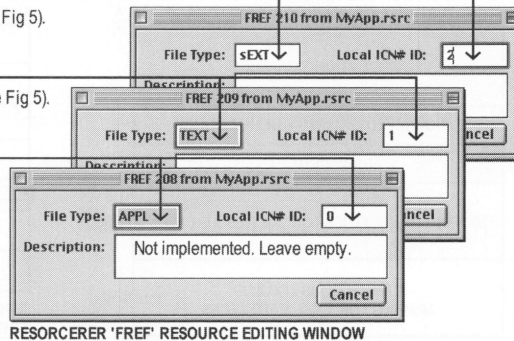 Fig 5).
FREF 210 from MyApp.rsrc
File Type: sEXT Local ICN# ID: 2
Description:
Fig 5).
FREF 209 from MyApp.rsrc
File Type: TEXT Local ICN# ID: 1
ncel
Description:
FREF 208 from MyApp.rsrc
File Type: APPL Local ICN# ID: 0
ncel
Description: Not implemented. Leave empty.
Cancel
RESORCERER 'FREF' RESOURCE EDITING WINDOW